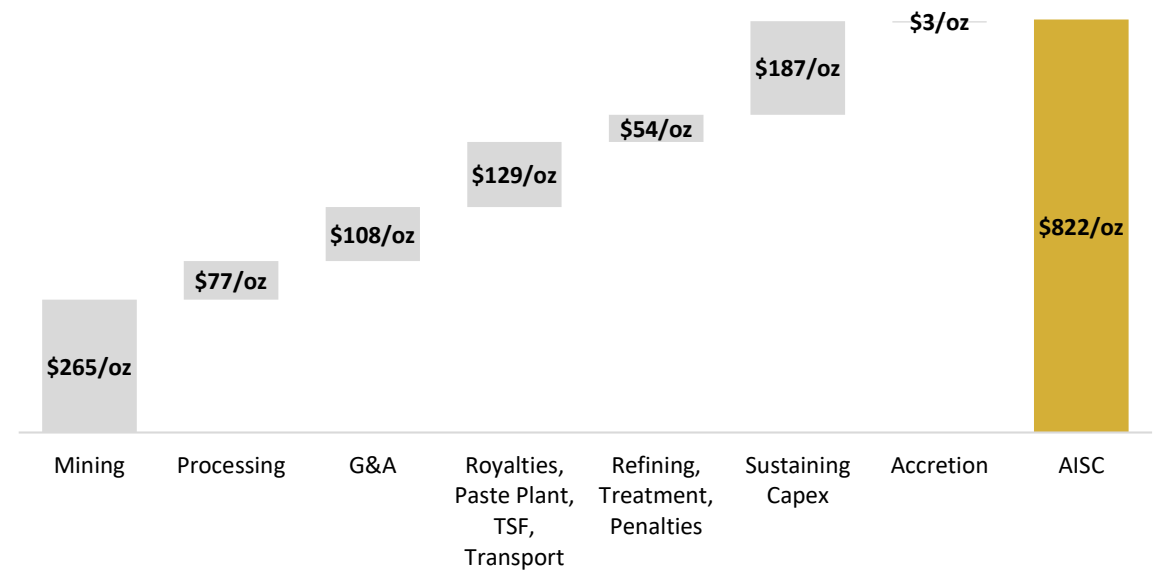 $3/oz
$187/oz
$54/oz
$129/oz
$822/oz
$108/oz
$77/oz
$265/oz
Mining
Processing
G&A
Royalties,
Paste Plant,
TSF,
Transport
Refining,
Treatment,
Penalties
Sustaining
Capex
Accretion
AISC